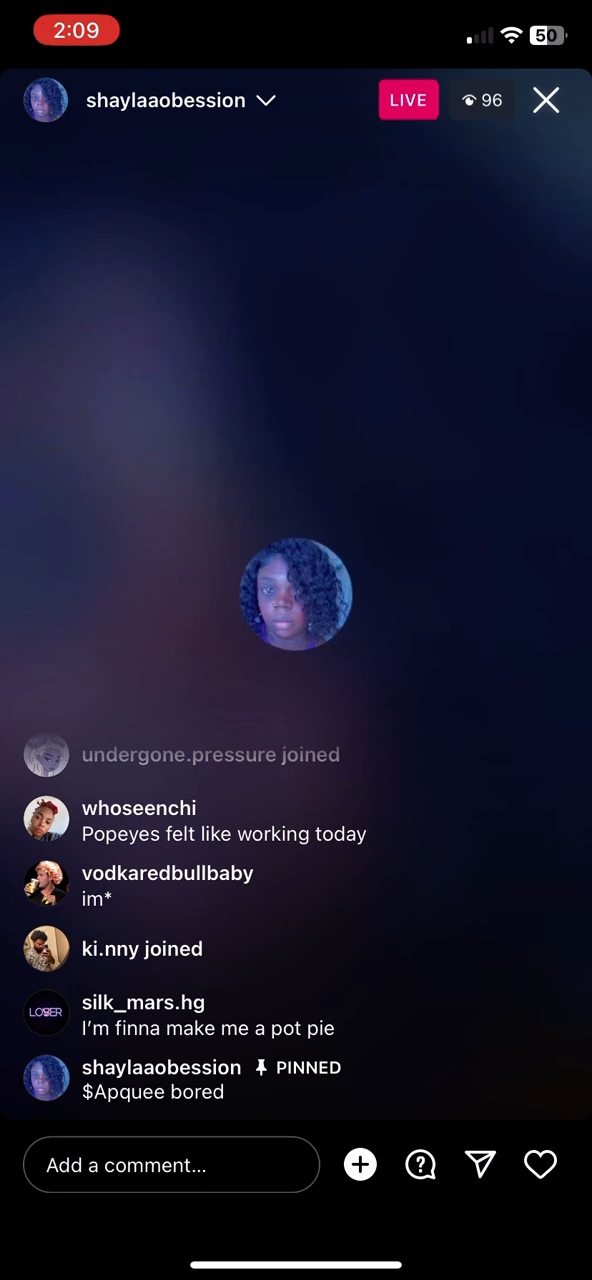 2:09
50
shaylaaobession
LIVE
96
undergone.pressure joined
whoseenchi
Popeyes felt like working today
vodkaredbullbaby
im*
ki.nny joined
LOSER
silk_mars.hg
I’m finna make me a pot pie
shaylaaobession PINNED
$Apquee bored
Add a comment...